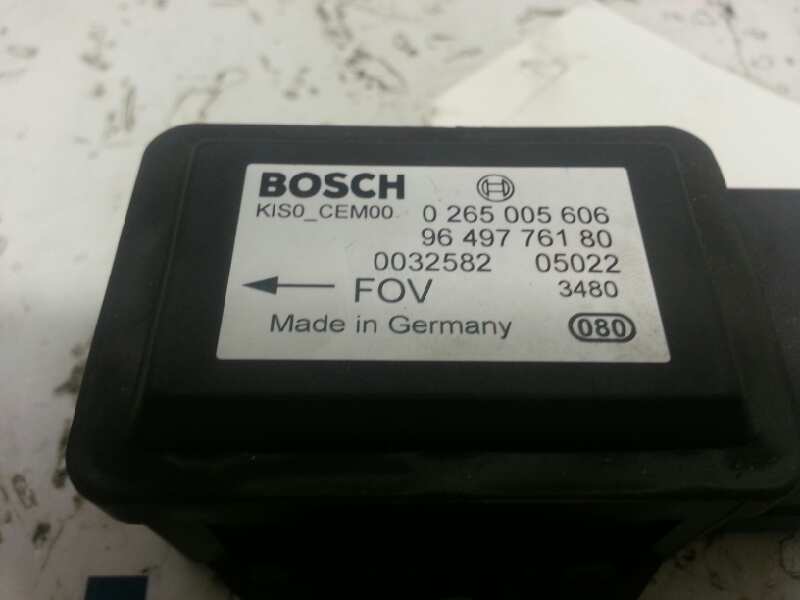 BOSCH
KIS0_CEM00 0 265 005 606
96 497 761 80
0032582 05022
FOV 3480
Made in Germany 080